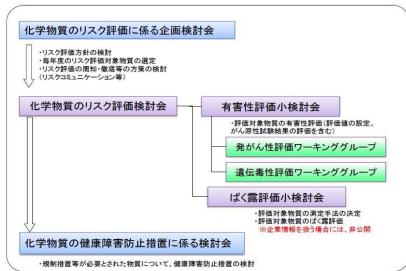 化学物質のリスク評価に係る企画検討会
・リスク評価方針の検討
・毎年度のリスク評価対象物質の選定
・リスク評価の周知・徹底等の方策の検討
(リスクコミュニケーション等)
化学物質のリスク評価検討会
有害性評価小検討会
・評価対象物質の有害性評価(評価値の設定、
がん原性試験結果の評価を含む)
発がん性評価ワーキンググループ
遺伝毒性評価ワーキンググループ
ばく露評価小検討会
・評価対象物質の測定手法の決定
・評価対象物質のばく露評価
※企業情報を扱う場合には、非公開
化学物質の健康障害防止措置に係る検討会
・規制措置等が必要とされた物質について、健康障害防止措置の検討